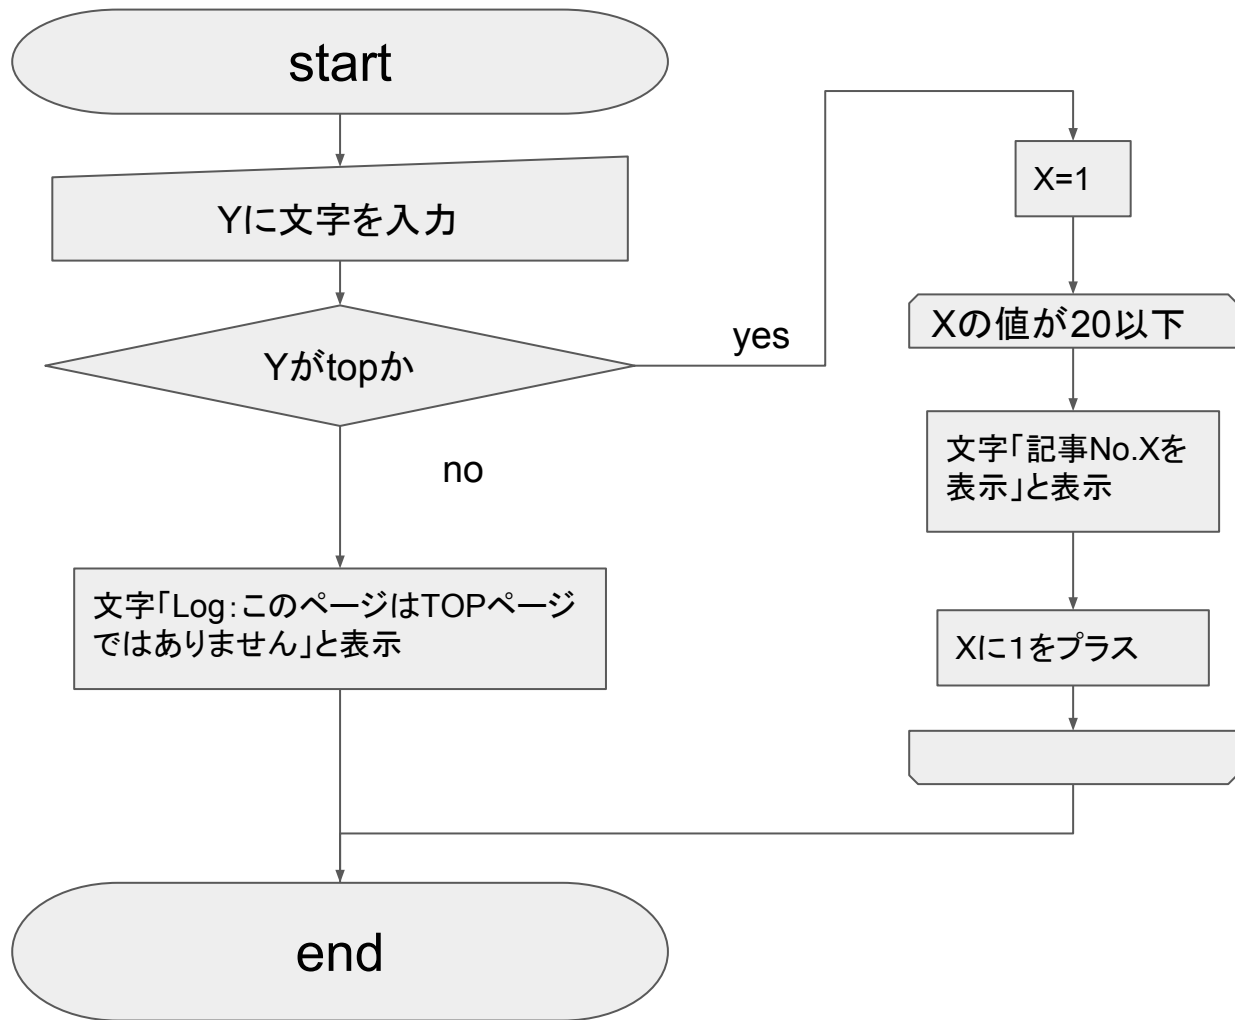 start
Yに文字を入力
Yがtopか
yes
no
文字「Log：このページはTOPページ
ではありません」と表示
X=1
Xの値が20以下
文字「記事No.Xを
表示」と表示
Xに１をプラス
end